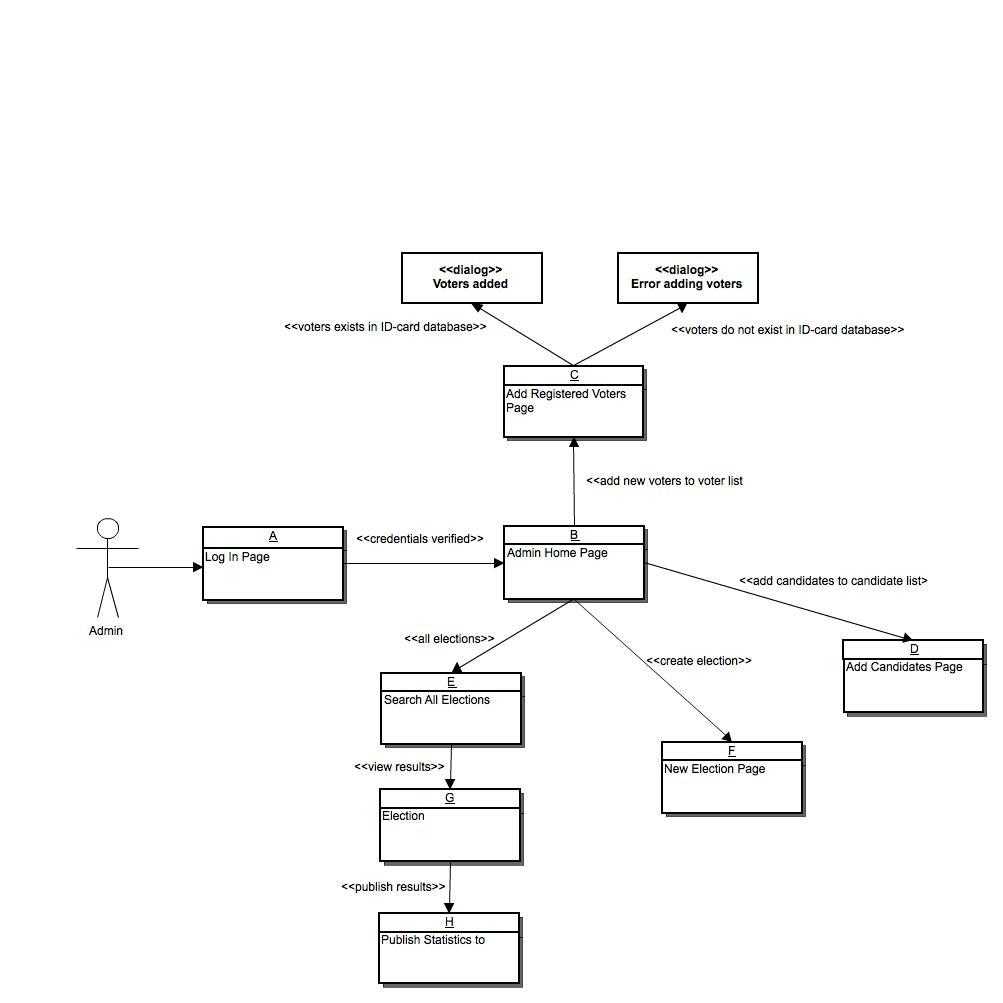 <<dialog>>
Voters added
<<dialog>>
Error adding voters
<<voters exists in ID-card database>>
<<voters do not exist in ID-card database>>
C
Add Registered Voters
Page
<<add new voters to voter list
A
Log In Page
<<credentials verified>>
B
Admin Home Page
<<add candidates to candidate list>
Admin
<<all elections>>
<<create election>>
D
Add Candidates Page
E
Search All Elections
F
New Election Page
<<view results>>
G
Election
<<publish results>>
H
Publish Statistics to